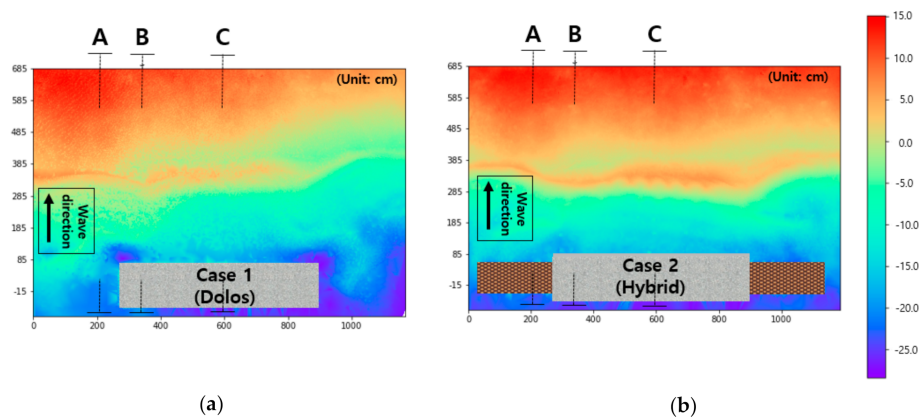 A B C
(Unit: cm)
685
585
485
385
285
185
85
-15
Wave
direction
Case 1
(Dolos)
0 200 400 600 800 1000
(a)
A B C
(Unit: cm)
685
585
485
385
285
185
85
-15
Wave
direction
Case 2
(Hybrid)
0 200 400 600 800 1000
(b)
15.0
10.0
5.0
0.0
-5.0
-10.0
-15.0
-20.0
-25.0